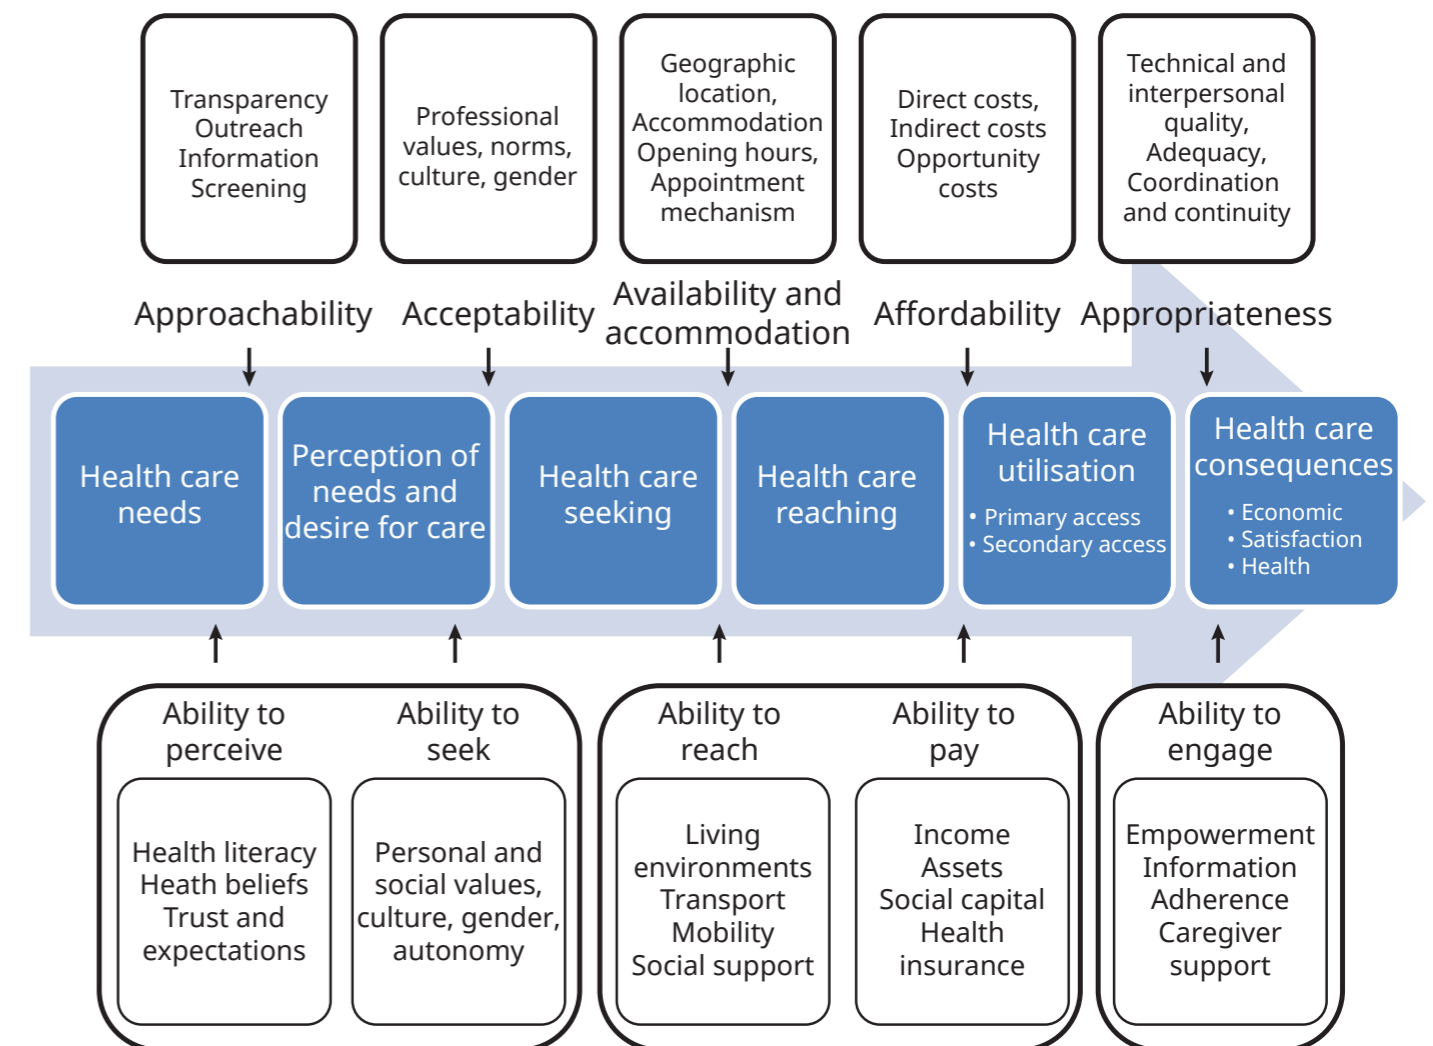 Transparency
Outreach
Information
Screening
Professional
values, norms,
culture, gender
Geographic
location,
Accommodation
Opening hours,
Appointment
mechanism
Direct costs,
Indirect costs
Opportunity
costs
Technical and
interpersonal
quality,
Adequacy,
Coordination
and continuity
Approachability
Acceptability
Availability and
accommodation
Affordability
Appropriateness
Health care
needs
Perception of
needs and
desire for care
Health care
seeking
Health care
reaching
Health care
utilisation
• Primary access
• Secondary access
Health care
consequences
• Economic
• Satisfaction
• Health
Ability to
perceive
Health literacy
Heath beliefs
Trust and
expectations
Ability to
seek
Personal and
social values,
culture, gender,
autonomy
Ability to
reach
Living
environments
Transport
Mobility
Social support
Ability to
pay
Income
Assets
Social capital
Health
insurance
Ability to
engage
Empowerment
Information
Adherence
Caregiver
support